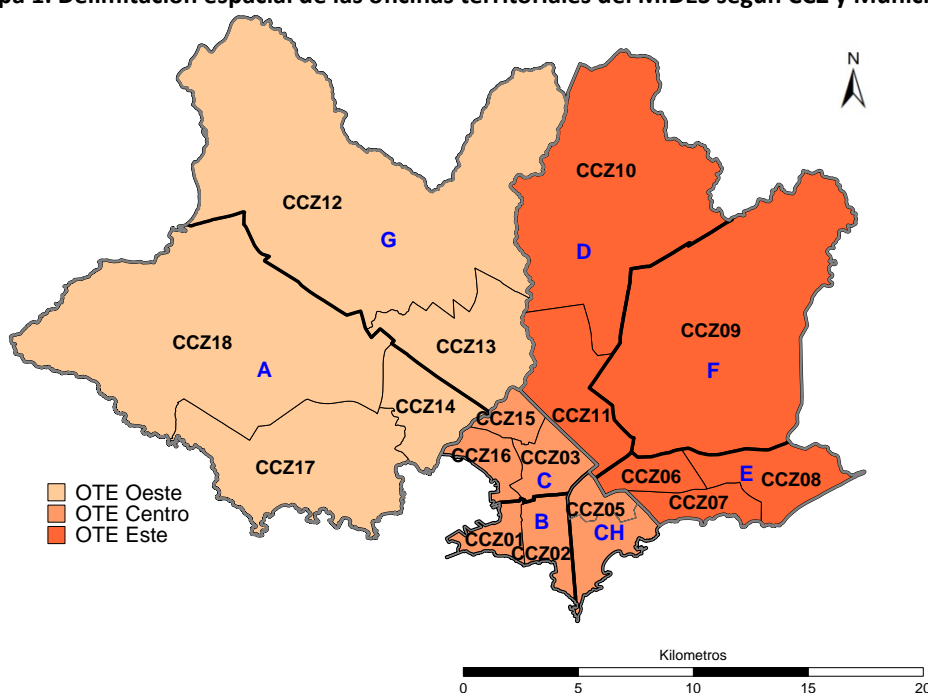 pa 1. Delimitación espacial de las oficinas territoriales del MIDES según CCZ y Munici
N
CCZ10
CCZ12
G
D
CCZ09
CCZ18
CCZ13
A
F
CCZ14
CCZ15
CCZ11
CCZ16
CCZ03
CCZ17
C
CCZ06
E
CCZ08
CCZ07
CCZ05
B
CH
CCZ01
CCZ02
OTE Oeste
OTE Centro
OTE Este
Kilometros
0 5 10 15 20